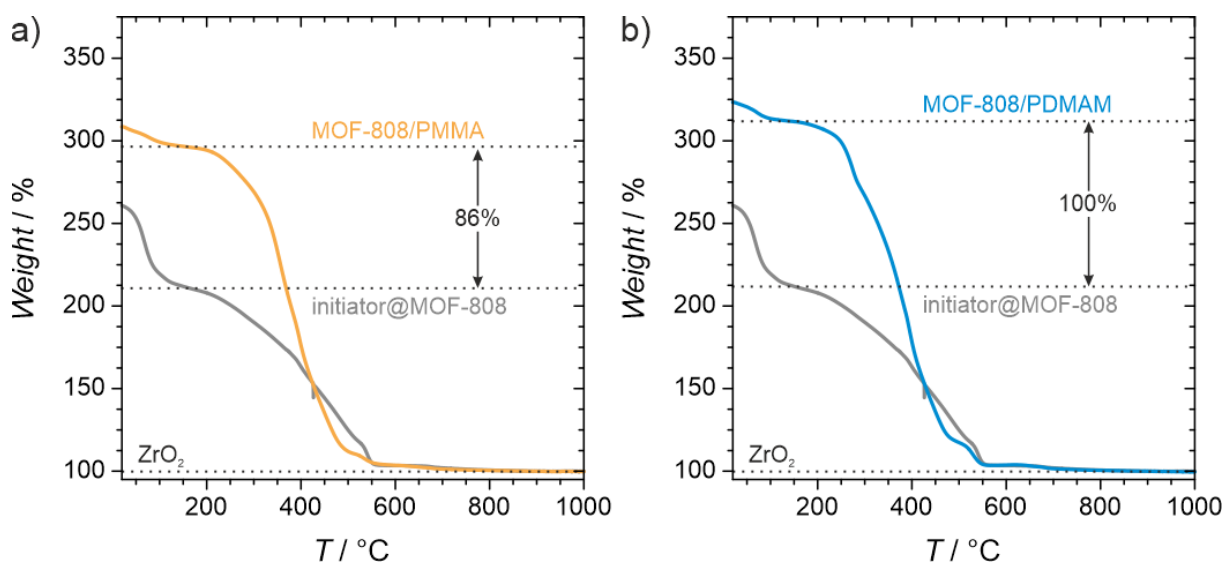 a)
Weight / %
350
300
250
200
150
100
MOF-808/PMMA
86%
initiator@MOF-808
ZrO₂
200
400
600
800
1000
T / °C
b)
Weight / %
350
300
250
200
150
100
MOF-808/PDMAM
100%
initiator@MOF-808
ZrO₂
200
400
600
800
1000
T / °C